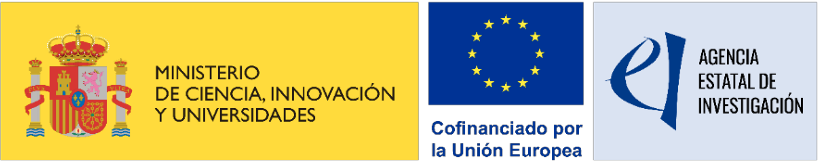 MINISTERIO
DE CIENCIA, INNOVACIÓN
Y UNIVERSIDADES
Cofinanciado por
la Unión Europea
AGENCIA
ESTATAL DE
INVESTIGACIÓN